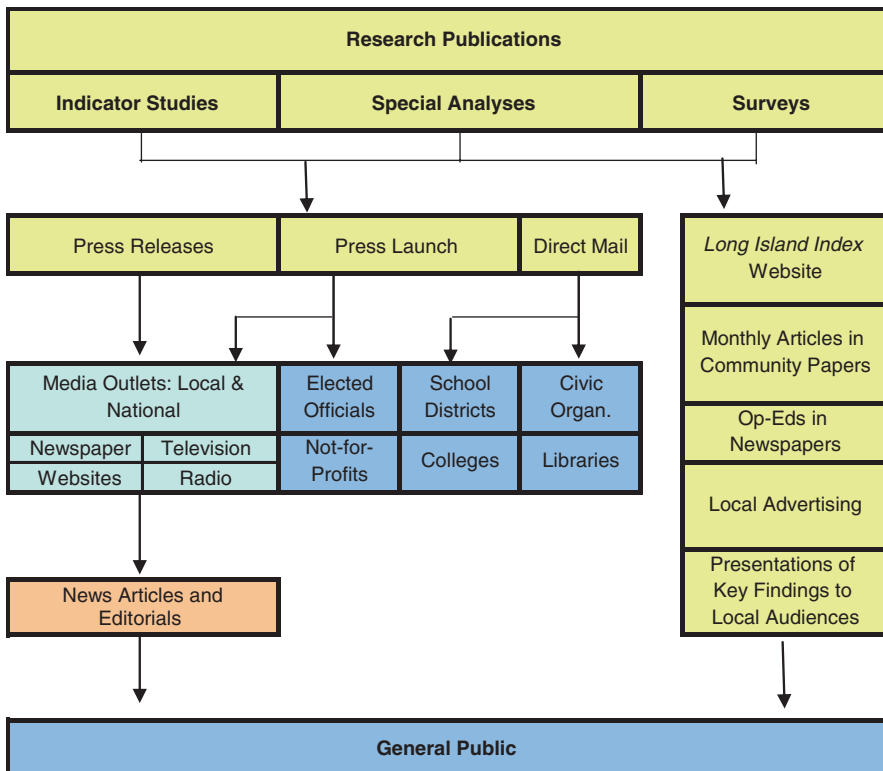 Research Publications
Indicator Studies
Special Analyses
Surveys
Press Releases
Press Launch
Direct Mail
Long Island Index
Website
Monthly Articles in
Community Papers
Op-Eds in
Newspapers
Local Advertising
Presentations of
Key Findings to
Local Audiences
Media Outlets: Local &
National
Newspaper
Television
Websites
Radio
Elected
Officials
School
Districts
Civic
Organ.
Not-for-
Profits
Colleges
Libraries
News Articles and
Editorials
General Public